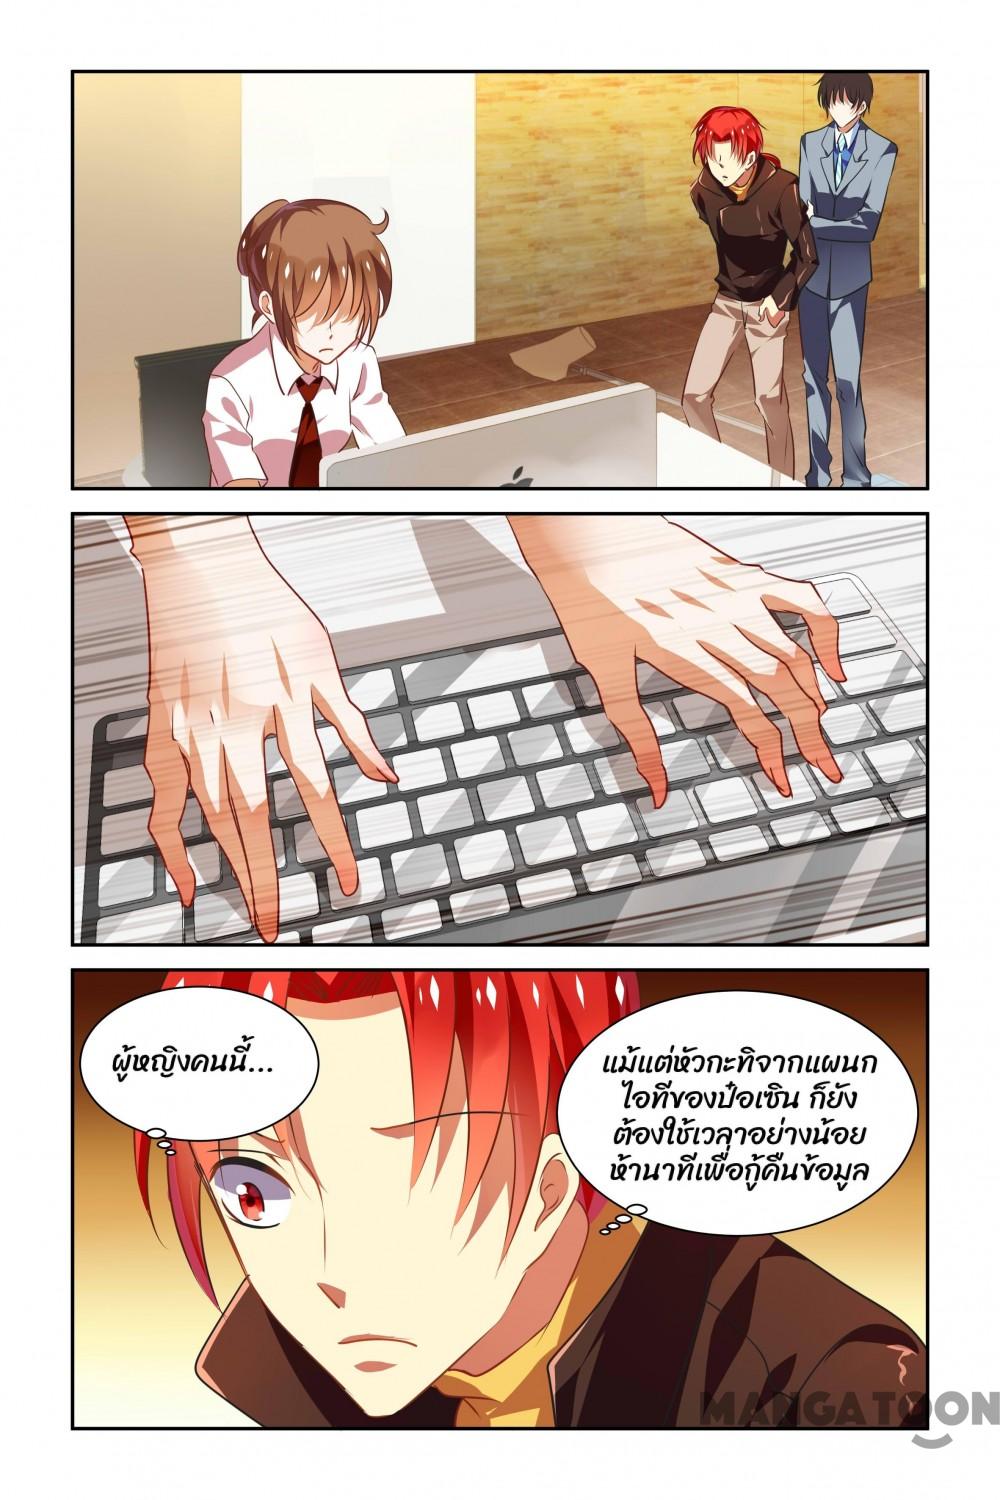 ผู้หญิงคนนี้...
แม้แต่หัวกะทิจากแผนก
ไอทีของป๋อเซิน ก็ยัง
ต้องใช้เวลาอย่างน้อย
ห้านาทีเพื่อกู้คืนข้อมูล
MANGATOON